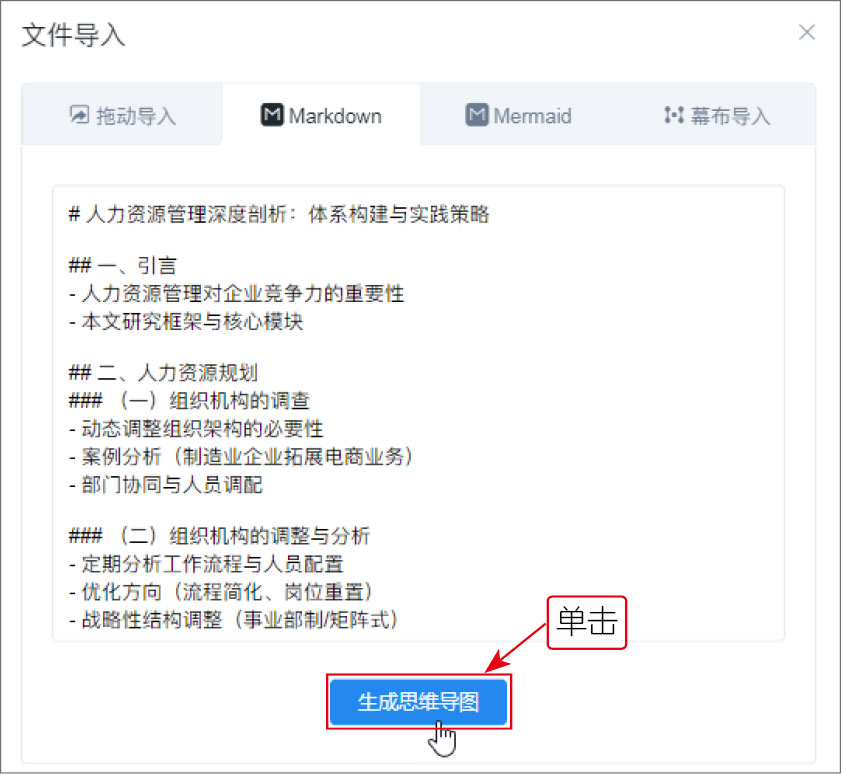 文件导入
拖动导入
Markdown
Mermaid
幕布导入
# 人力资源管理深度剖析：体系构建与实践策略
## 一、引言
- 人力资源管理对企业竞争力的重要性
- 本文研究框架与核心模块
## 二、人力资源规划
### （一）组织机构的调查
- 动态调整组织架构的必要性
- 案例分析（制造业企业拓展电商业务）
- 部门协同与人员调配
### （二）组织机构的调整与分析
- 定期分析工作流程与人员配置
- 优化方向（流程简化、岗位重置）
- 战略性结构调整（事业部制/矩阵式）
单击
生成思维导图